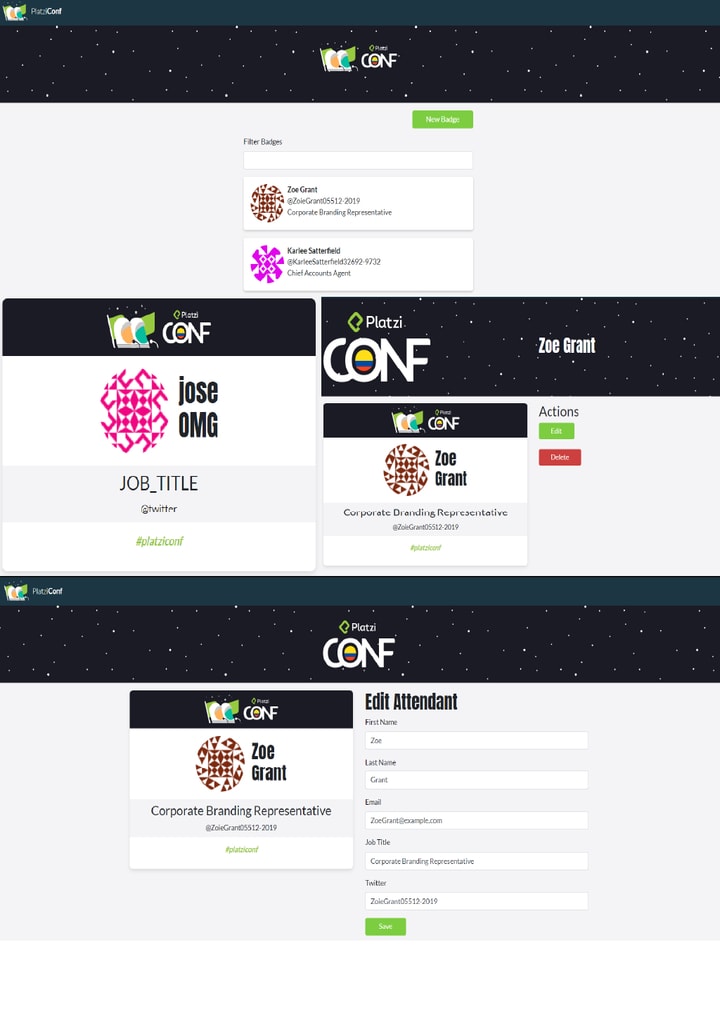 PlatziConf
Platzi
CONF
New Badge
Filter Badges
Zoe Grant
@ZoieGrant05512-2019
Corporate Branding Representative
Karlee Satterfield
@KarleeSatterfield32692-9732
Chief Accounts Agent
Platzi
CONF
jose
OMG
JOB_TITLE
@twitter
#platziconf
Platzi
CONF
Zoe Grant
Platzi
CONF
Zoe
Grant
Corporate Branding Representative
@ZoieGrant05512-2019
#platziconf
Actions
Edit
Delete
PlatziConf
Platzi
CONF
Platzi
CONF
Zoe
Grant
Corporate Branding Representative
@ZoieGrant05512-2019
#platziconf
Edit Attendant
First Name
Zoe
Last Name
Grant
Email
ZoeGrant@example.com
Job Title
Corporate Branding Representative
Twitter
ZoieGrant05512-2019
Save